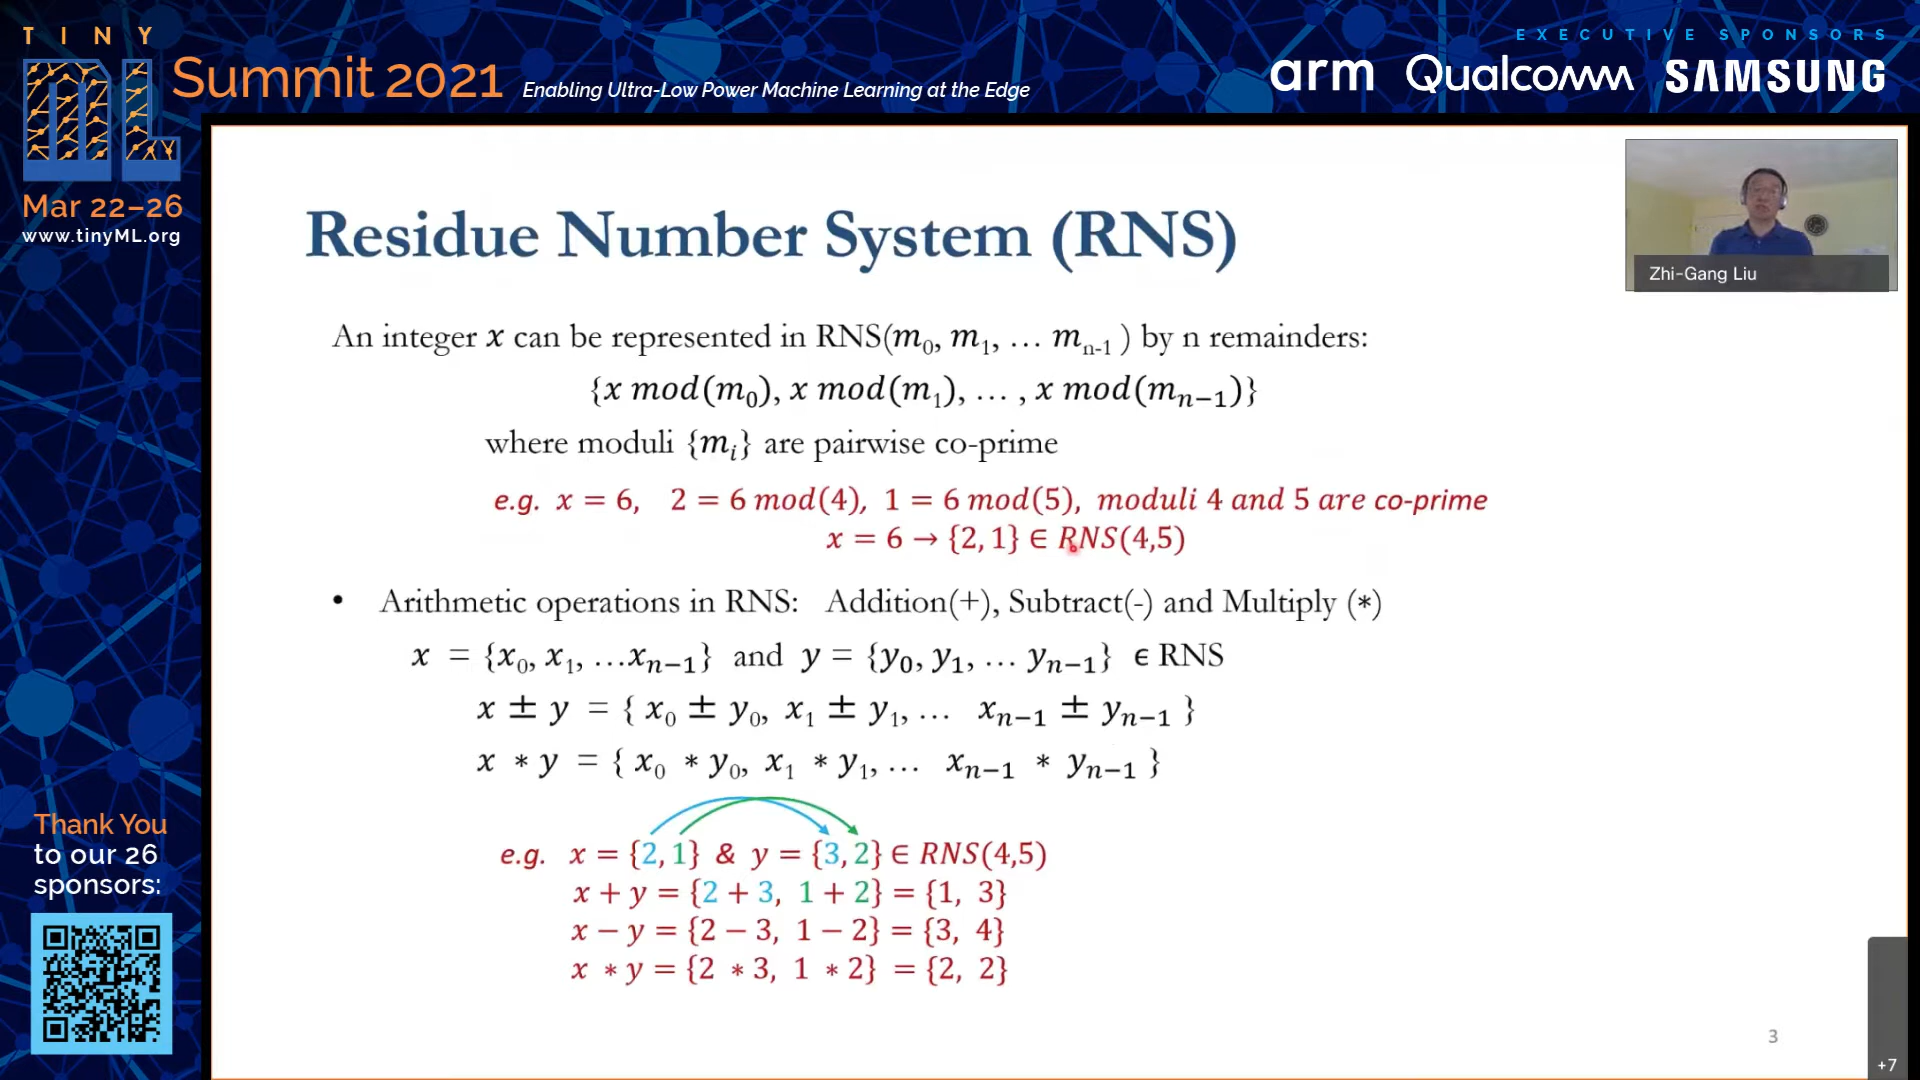 TINY
ML
Summit 2021 Enabling Ultra-Low Power Machine Learning at the Edge
EXECUTIVE SPONSORS
arm Qualcomm SAMSUNG
Mar 22–26
www.tinyML.org
Residue Number System (RNS)
Zhi-Gang Liu
An integer x can be represented in RNS(m₀, m₁, … mₙ₋₁ ) by n remainders:
{x mod(m₀), x mod(m₁), … , x mod(mₙ₋₁)}
where moduli {mᵢ} are pairwise co-prime
e.g. x = 6, 2 = 6 mod(4), 1 = 6 mod(5), moduli 4 and 5 are co-prime
x = 6 → {2, 1} ∈ RNS(4,5)
• Arithmetic operations in RNS: Addition(+), Subtract(-) and Multiply (*)
x = {x₀, x₁, …xₙ₋₁} and y = {y₀, y₁, … yₙ₋₁} ∈ RNS
x ± y = { x₀ ± y₀, x₁ ± y₁, … xₙ₋₁ ± yₙ₋₁ }
x * y = { x₀ * y₀, x₁ * y₁, … xₙ₋₁ * yₙ₋₁ }
e.g. x = {2, 1} & y = {3, 2} ∈ RNS(4,5)
x + y = {2 + 3, 1 + 2} = {1, 3}
x − y = {2 − 3, 1 − 2} = {3, 4}
x * y = {2 * 3, 1 * 2} = {2, 2}
Thank You
to our 26
sponsors:
3
+7